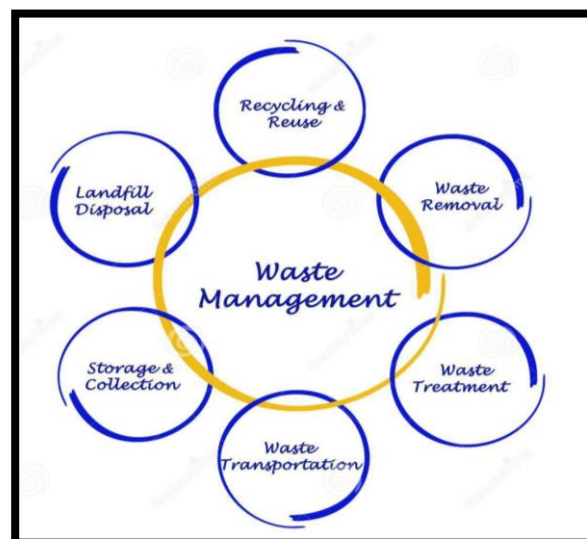 Recycling &
Reuse
Waste
Removal
Waste
Treatment
Waste
Transportation
Storage &
Collection
Landfill
Disposal
Waste
Management